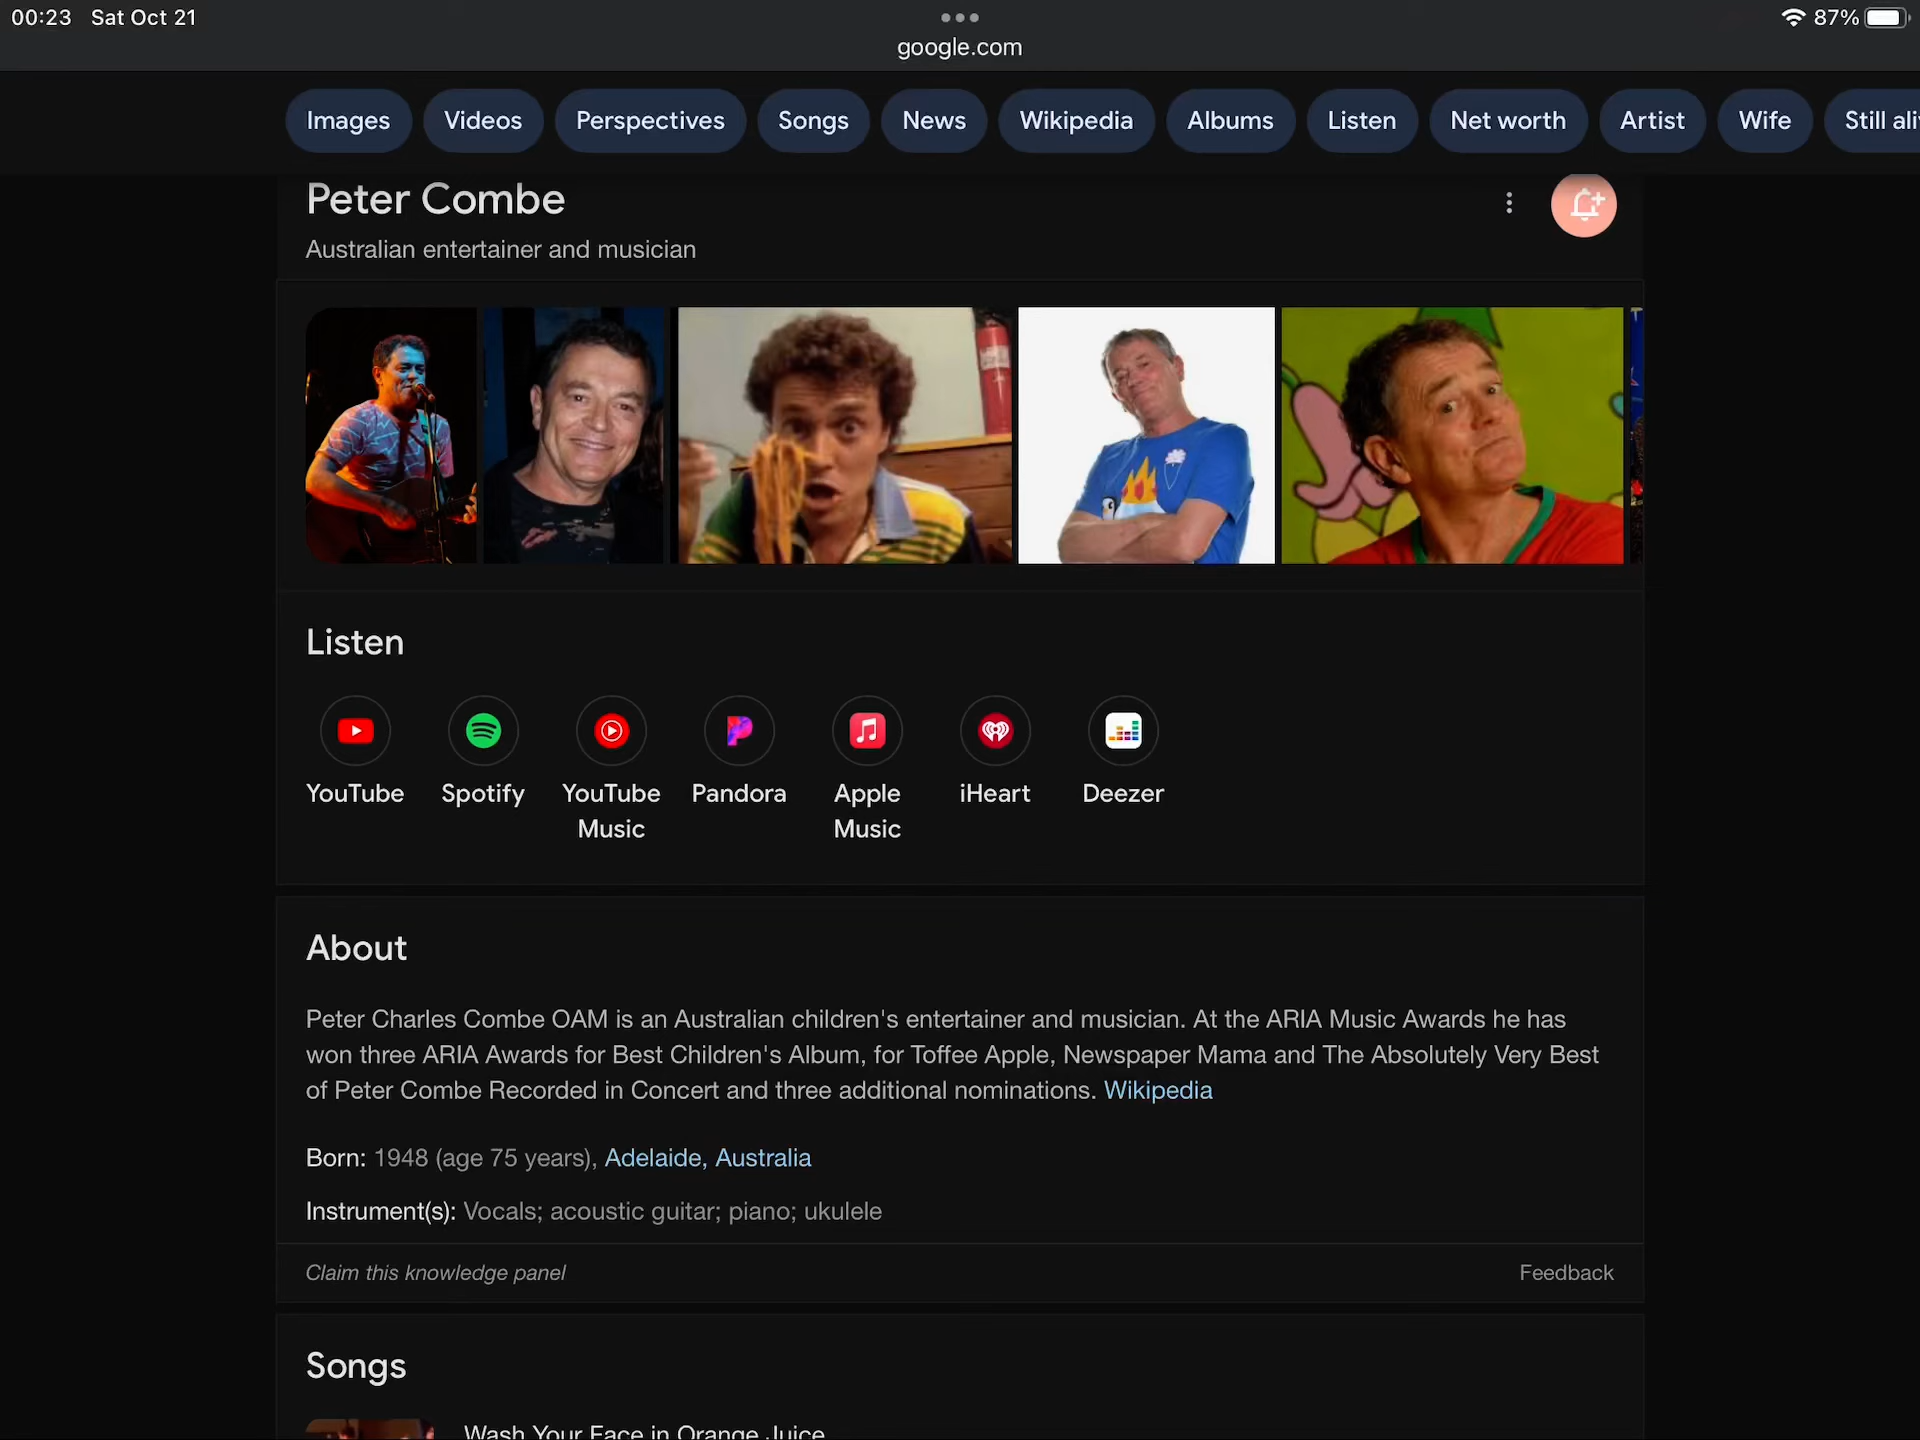 00:23 Sat Oct 21
87%
google.com
Images Videos Perspectives Songs News Wikipedia Albums Listen Net worth Artist Wife Still ali
Peter Combe
Australian entertainer and musician
Listen
YouTube Spotify YouTube Music Pandora Apple Music iHeart Deezer
About
Peter Charles Combe OAM is an Australian children's entertainer and musician. At the ARIA Music Awards he has
won three ARIA Awards for Best Children's Album, for Toffee Apple, Newspaper Mama and The Absolutely Very Best
of Peter Combe Recorded in Concert and three additional nominations. Wikipedia
Born: 1948 (age 75 years), Adelaide, Australia
Instrument(s): Vocals; acoustic guitar; piano; ukulele
Claim this knowledge panel
Feedback
Songs
Wash Your Face in Orange Juice